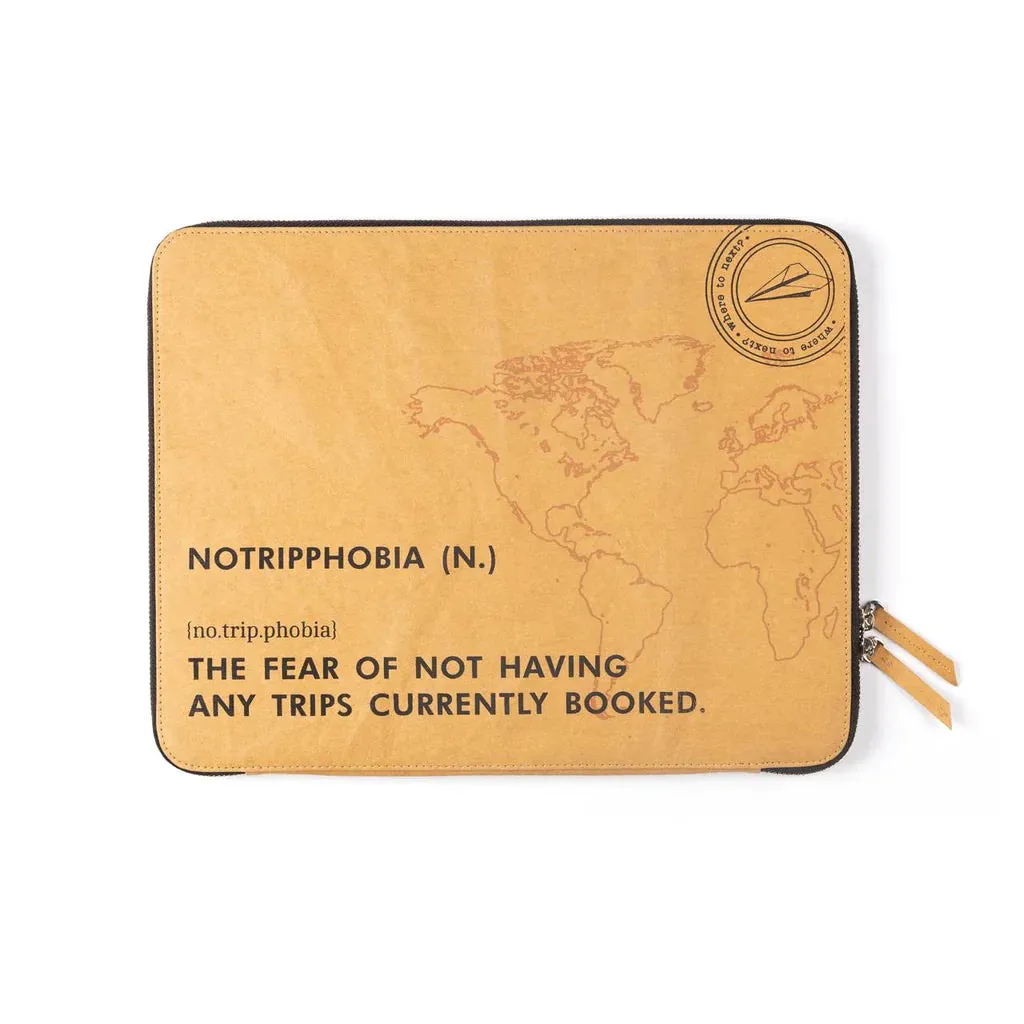 • where to next? • where to next?
NOTRIPPHOBIA (N.)
{no.trip.phobia}
THE FEAR OF NOT HAVING
ANY TRIPS CURRENTLY BOOKED.